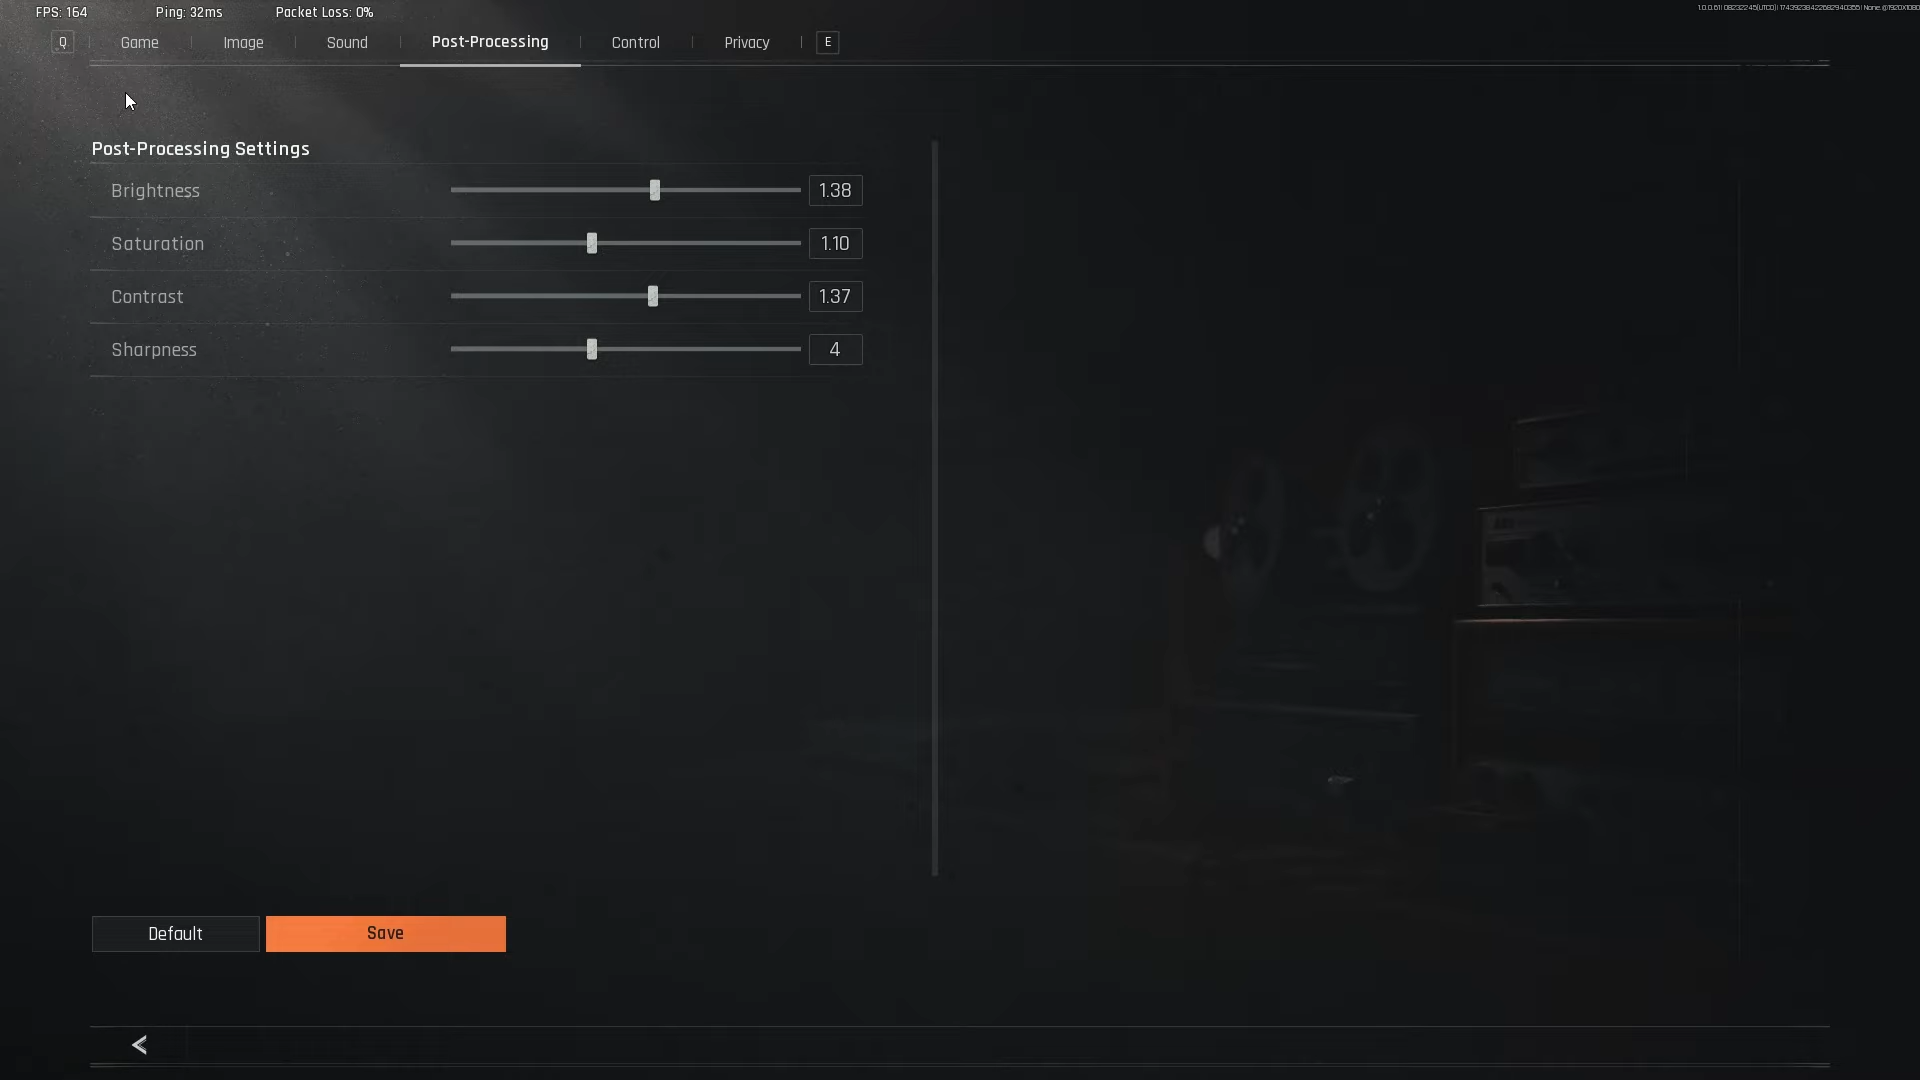 FPS: 164 Ping: 32ms Packet Loss: 0%
Q Game Image Sound Post-Processing Control Privacy E
Post-Processing Settings
Brightness 1.38
Saturation 1.10
Contrast 1.37
Sharpness 4
Default Save